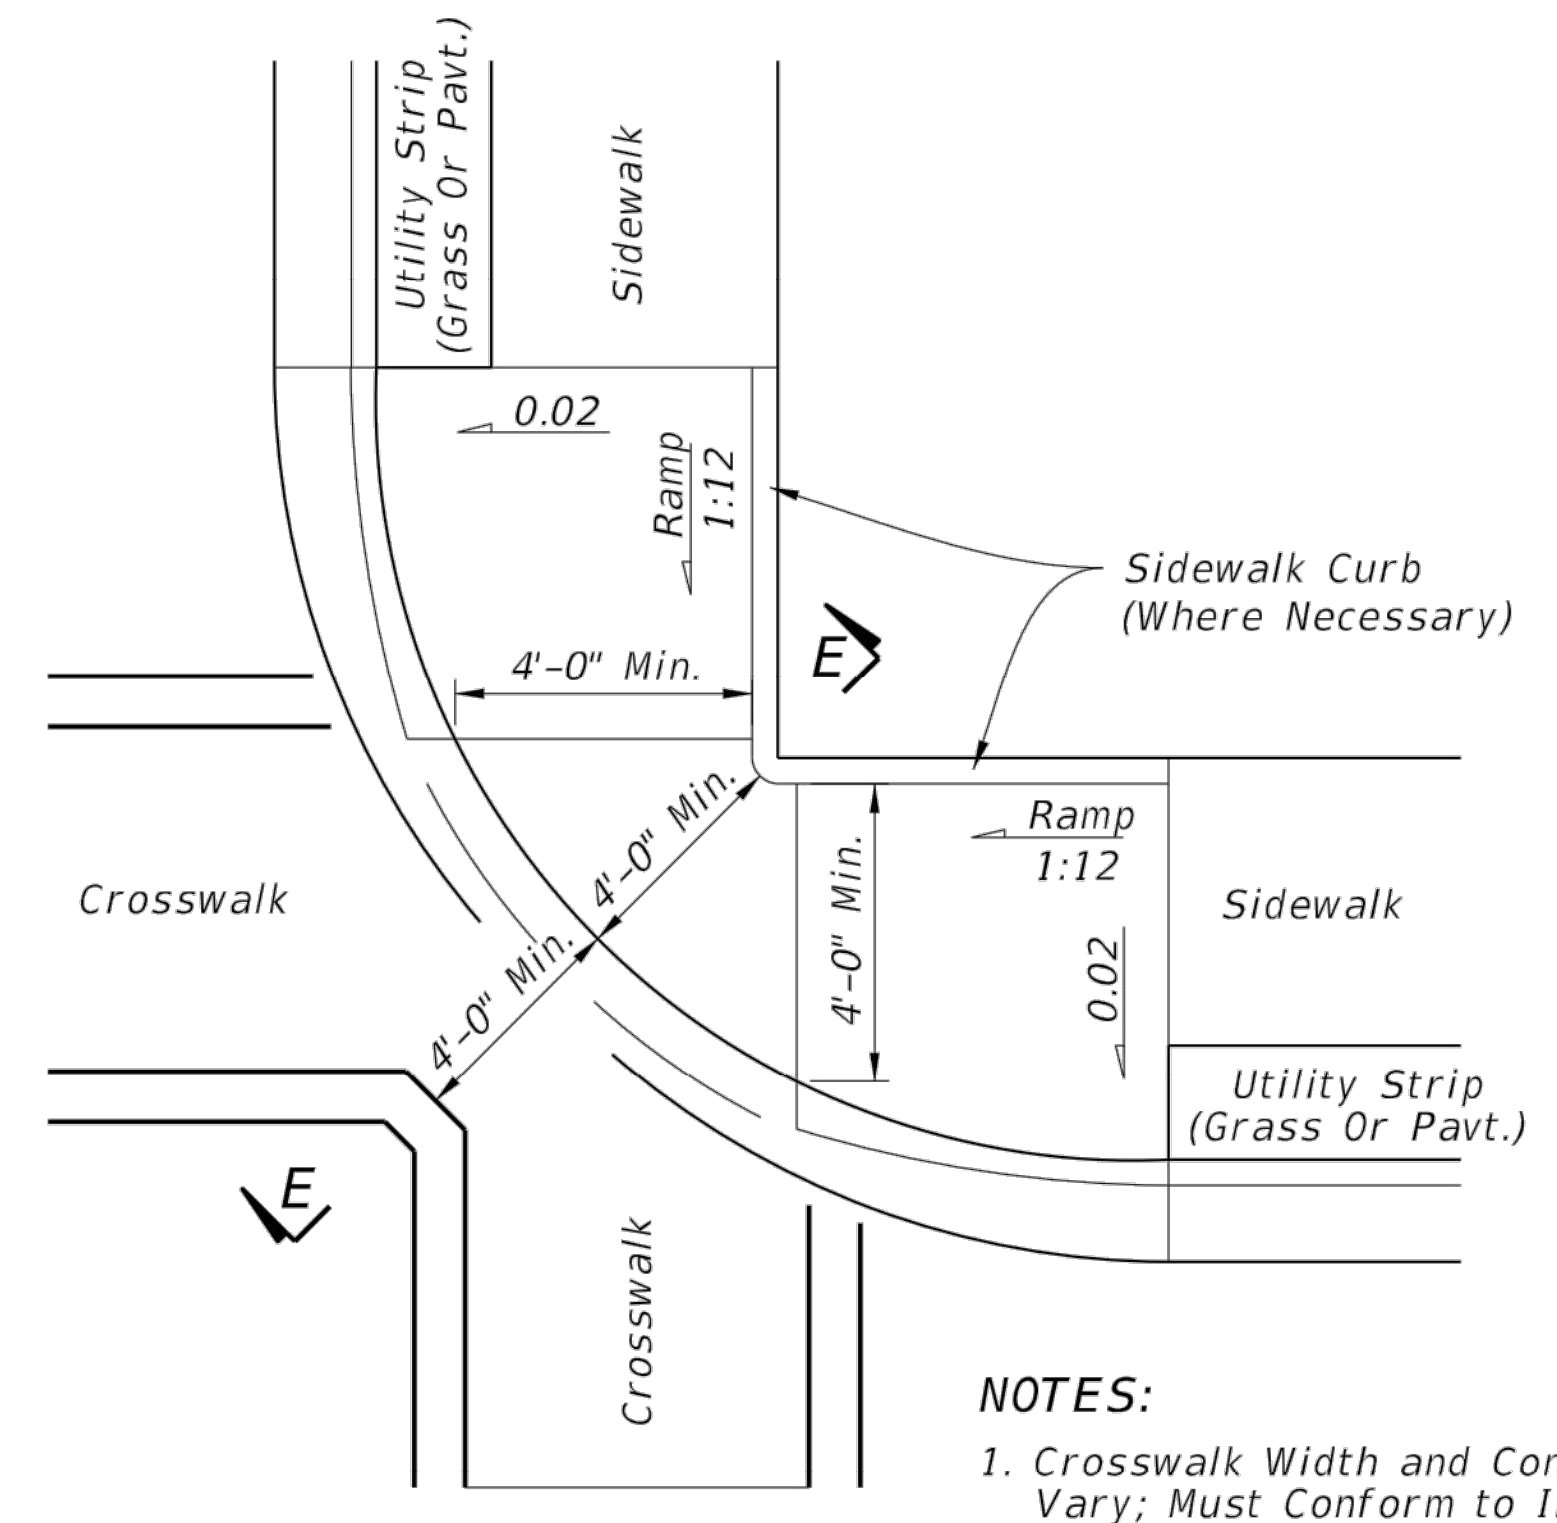 Utility Strip
(Grass Or Pavt.)
Sidewalk
0.02
Ramp
1:12
Sidewalk Curb
(Where Necessary)
E
4'-0" Min.
4'-0" Min.
Ramp
1:12
4'-0" Min.
Crosswalk
Sidewalk
0.02
4'-0" Min.
Utility Strip
(Grass Or Pavt.)
E
Crosswalk
NOTES:
1. Crosswalk Width and
Vary; Must Conform to